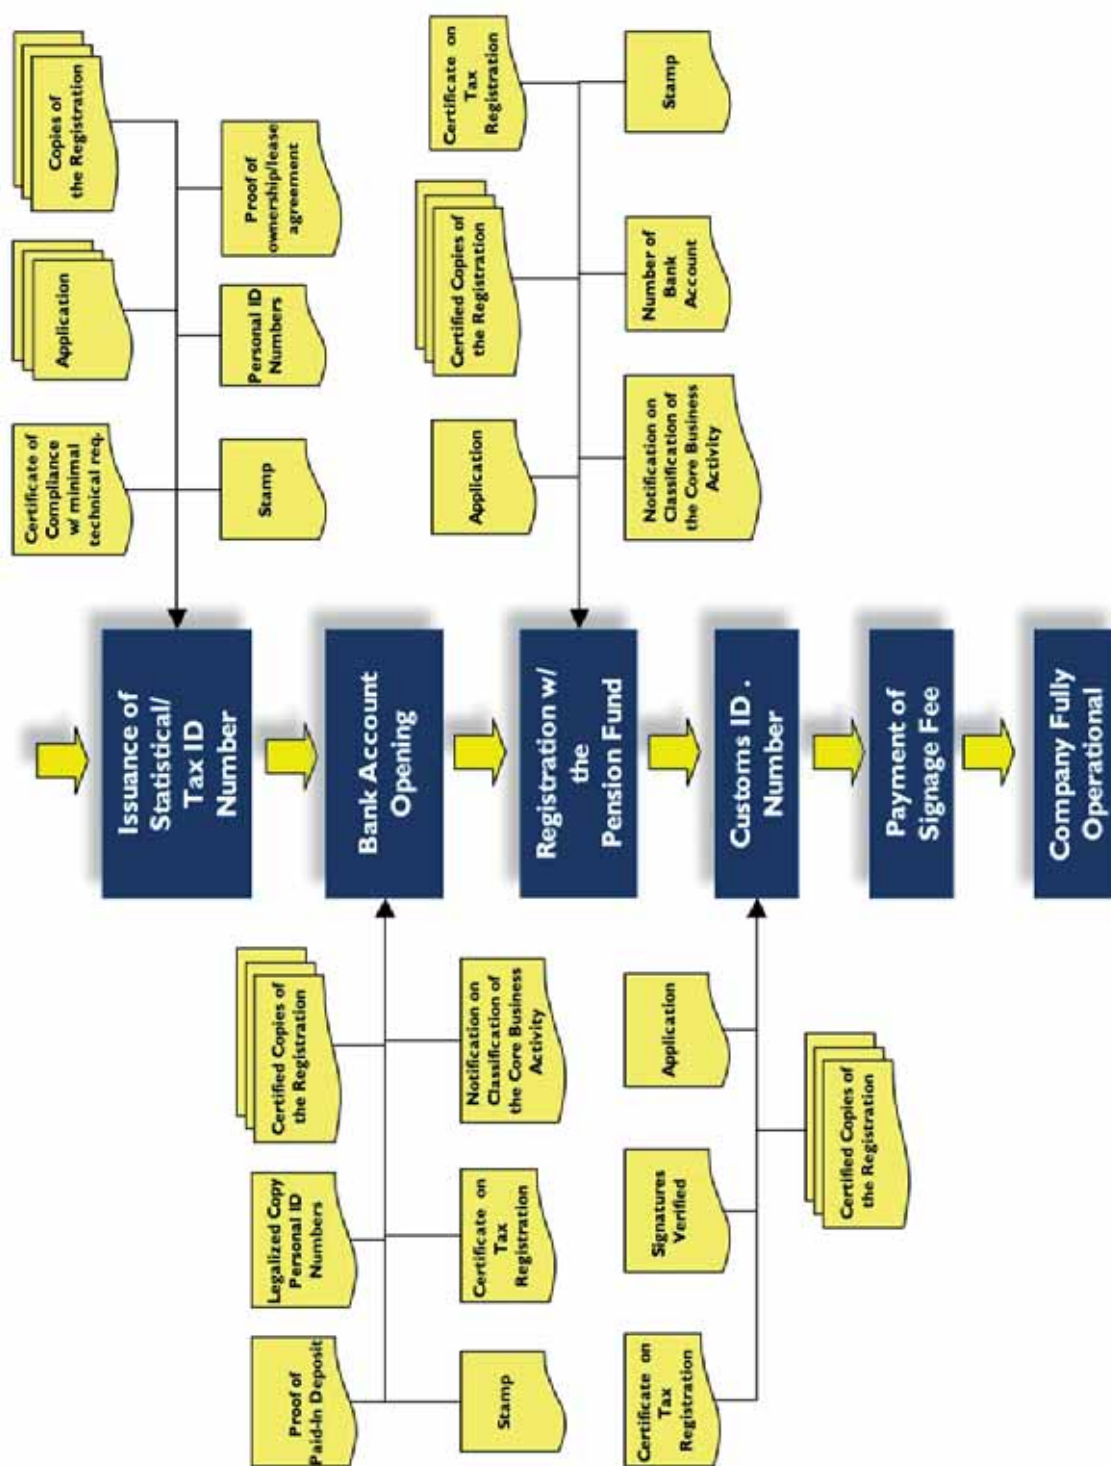 Certificate of
Compliance
w/ minimal
technical req.
Application
Copies of
the Registration
Stamp
Personal ID
Numbers
Proof of
ownership/lease
agreement
Issuance of
Statistical/
Tax ID
Number
Proof of
Paid-In Deposit
Legalized Copy
Personal ID
Numbers
Certified Copies of
the Registration
Stamp
Certificate on
Tax
Registration
Notification on
Classification of
the Core Business
Activity
Bank Account
Opening
Application
Certified Copies of
the Registration
Certificate on
Tax
Registration
Notification on
Classification of
the Core Business
Activity
Number of
Bank
Account
Stamp
Registration w/
the
Pension Fund
Certificate on
Tax
Registration
Signatures
Verified
Application
Certified Copies of
the Registration
Customs ID .
Number
Payment of
Signage Fee
Company Fully
Operational